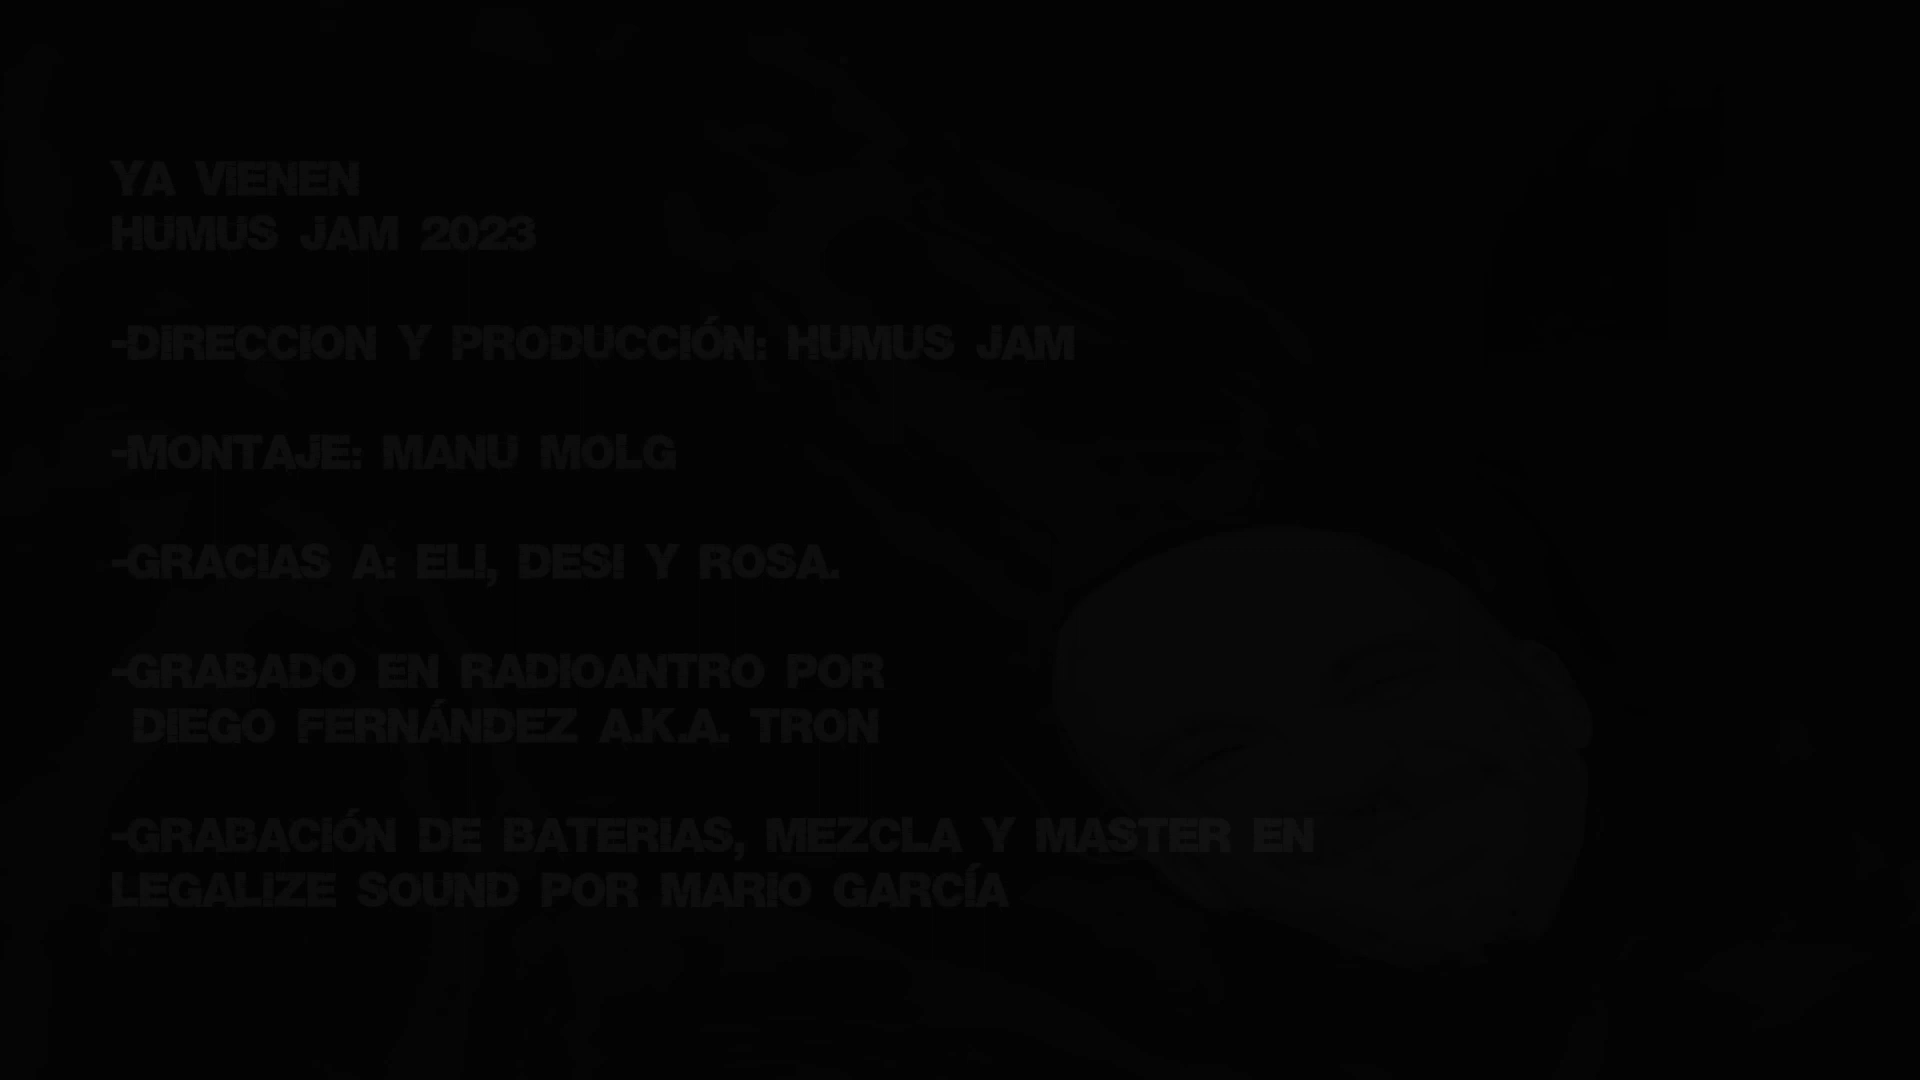 YA VIENEN
HUMUS JAM 2023
-DIRECCION Y PRODUCCIÓN: HUMUS JAM
-MONTAJE: MANU MOLG
-GRACIAS A: ELI, DESI Y ROSA.
-GRABADO EN RADIOANTRO POR
DIEGO FERNÁNDEZ A.K.A. TRON
-GRABACIÓN DE BATERIAS, MEZCLA Y MASTER EN
LEGALIZE SOUND POR MARIO GARCÍA